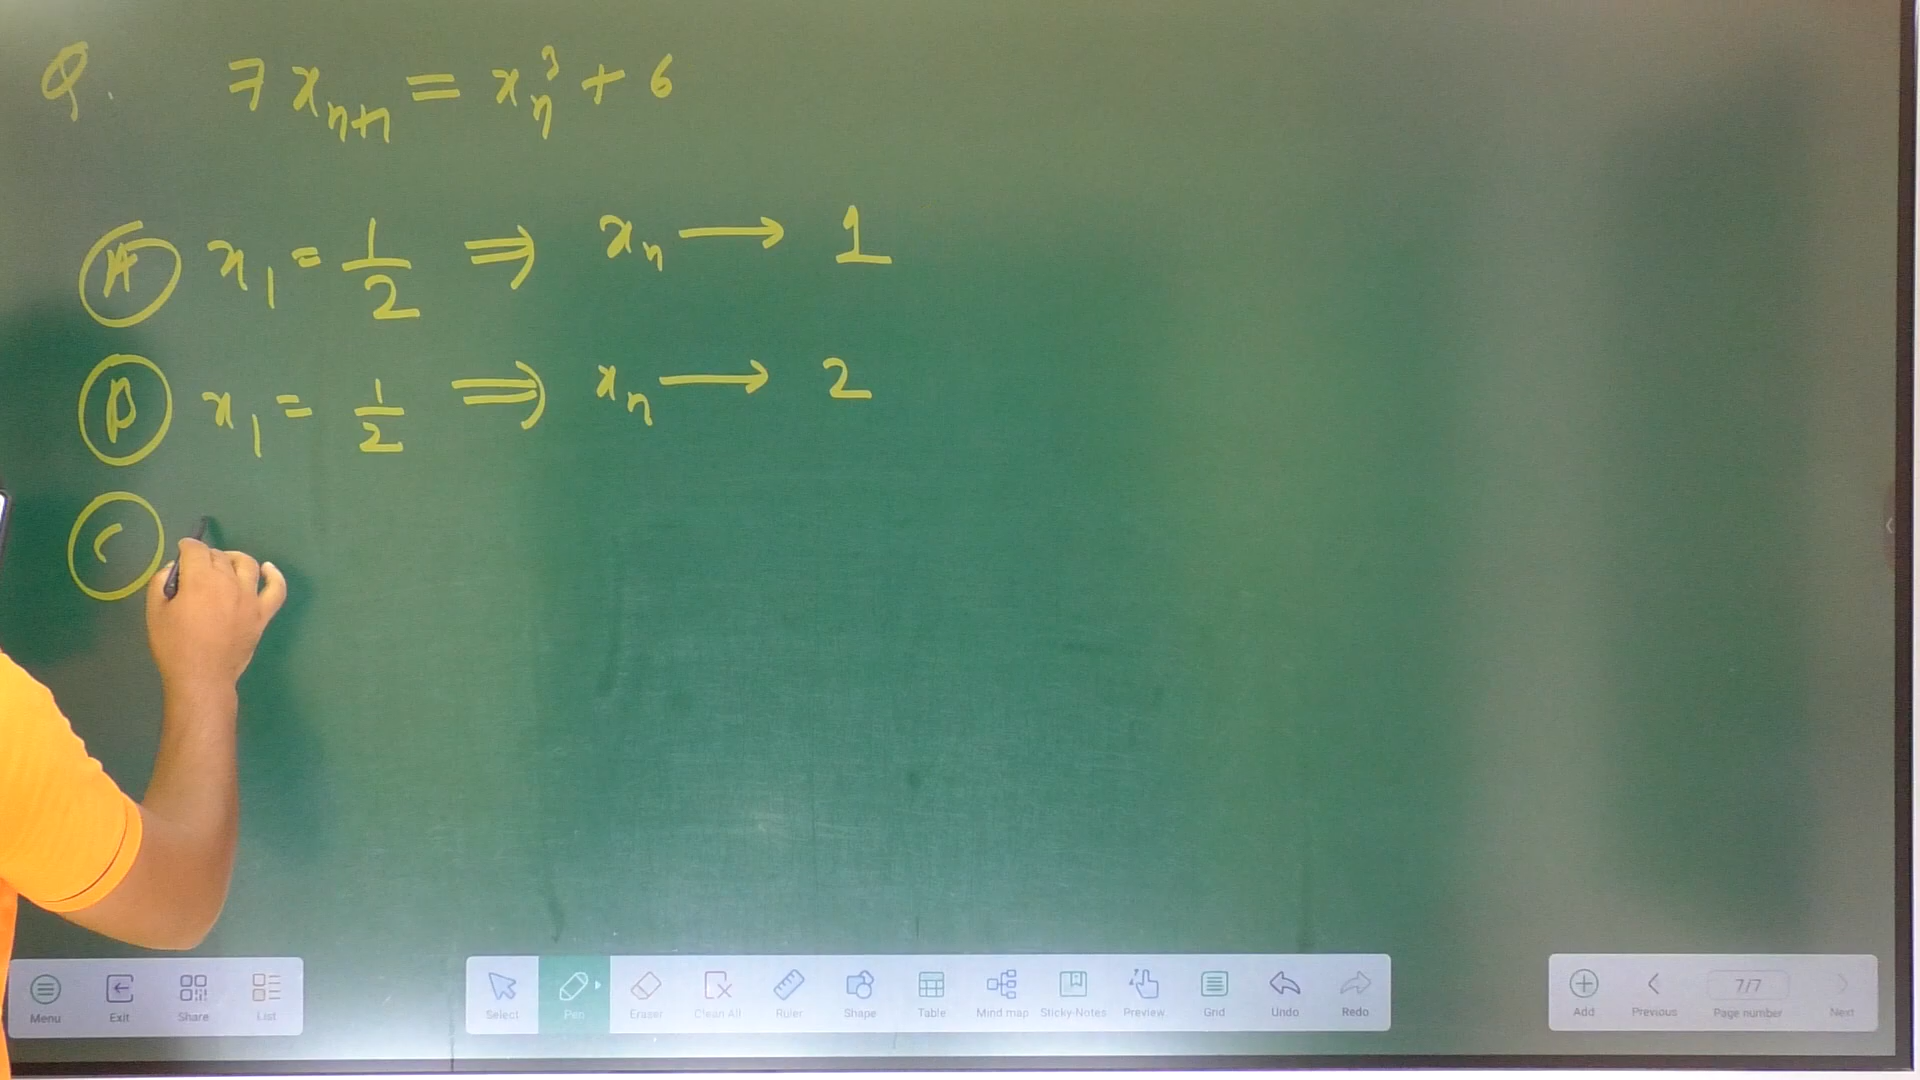 Q. 7x_{n+1} = x_n^3 + 6
(A) x_1 = 1/2 ⇒ x_n → 1
(B) x_1 = 1/2 ⇒ x_n → 2
(C)
Menu Exit Share List Select Pen Eraser Clean All Ruler Shape Table Mind map Sticky-Notes Preview Grid Undo Redo Add Previous 7/7 Page number Next